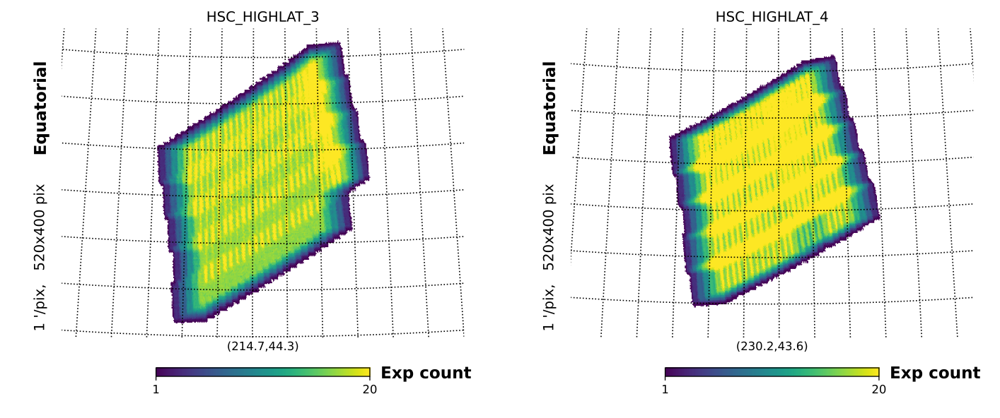 HSC_HIGHLAT_3
Equatorial
1 '/pix, 520x400 pix
(214.7,44.3)
1
20
Exp count
HSC_HIGHLAT_4
Equatorial
1 '/pix, 520x400 pix
(230.2,43.6)
1
20
Exp count